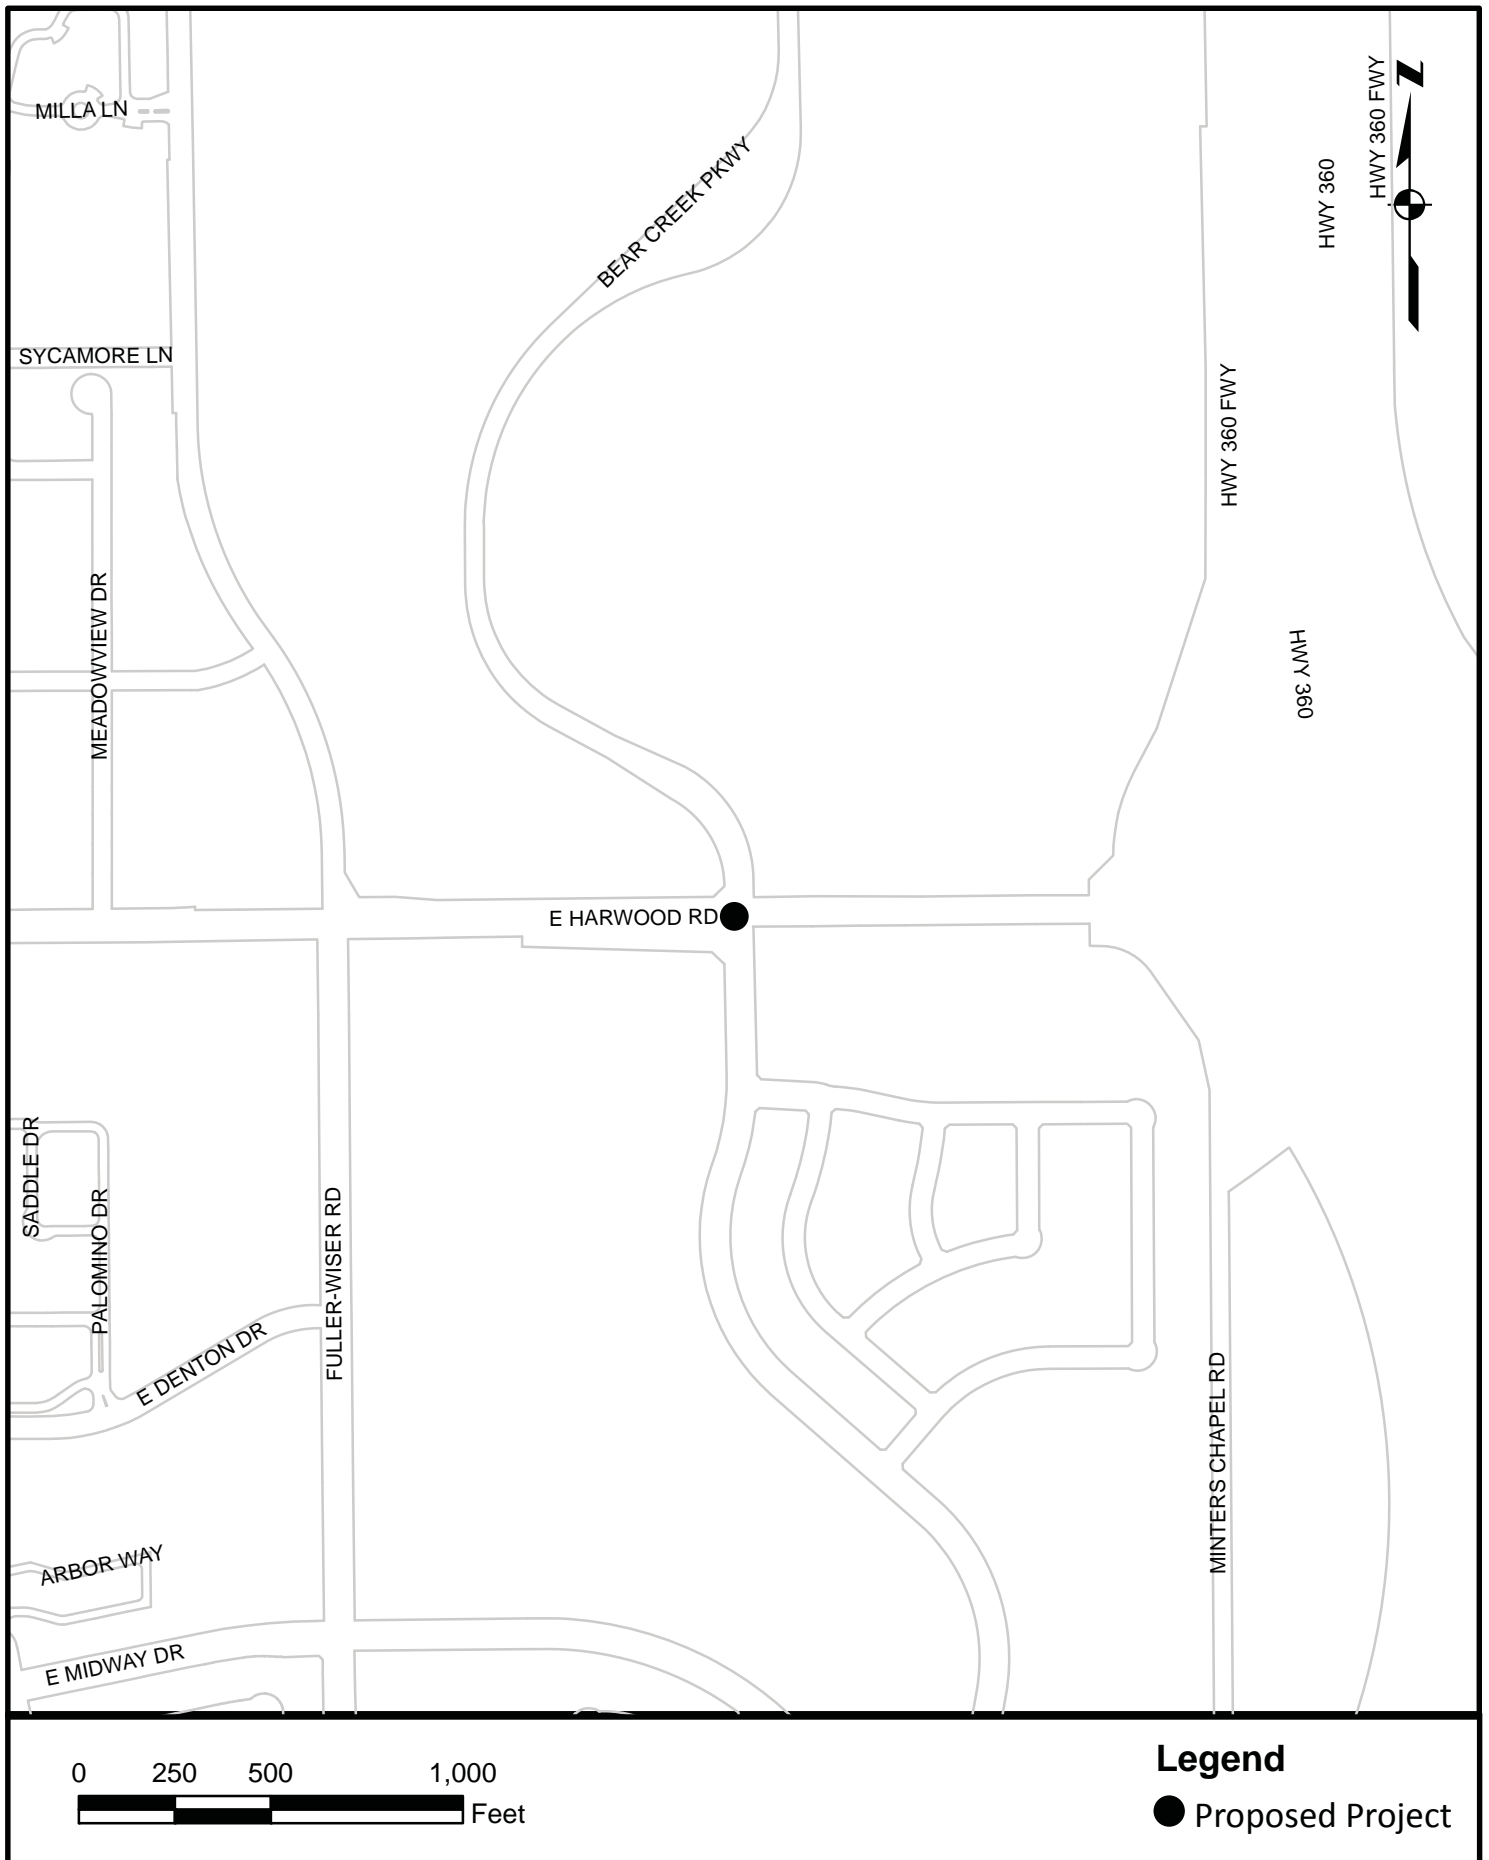 MILLA LN
BEAR CREEK PKWY
HWY 360
HWY 360 FWY
N
SYCAMORE LN
HWY 360 FWY
MEADOWVIEW DR
HWY 360
E HARWOOD RD
SADDLE DR
PALOMINO DR
FULLER-WISER RD
E DENTON DR
MINTERS CHAPEL RD
ARBOR WAY
E MIDWAY DR
0 250 500 1,000
Feet
Legend
Proposed Project